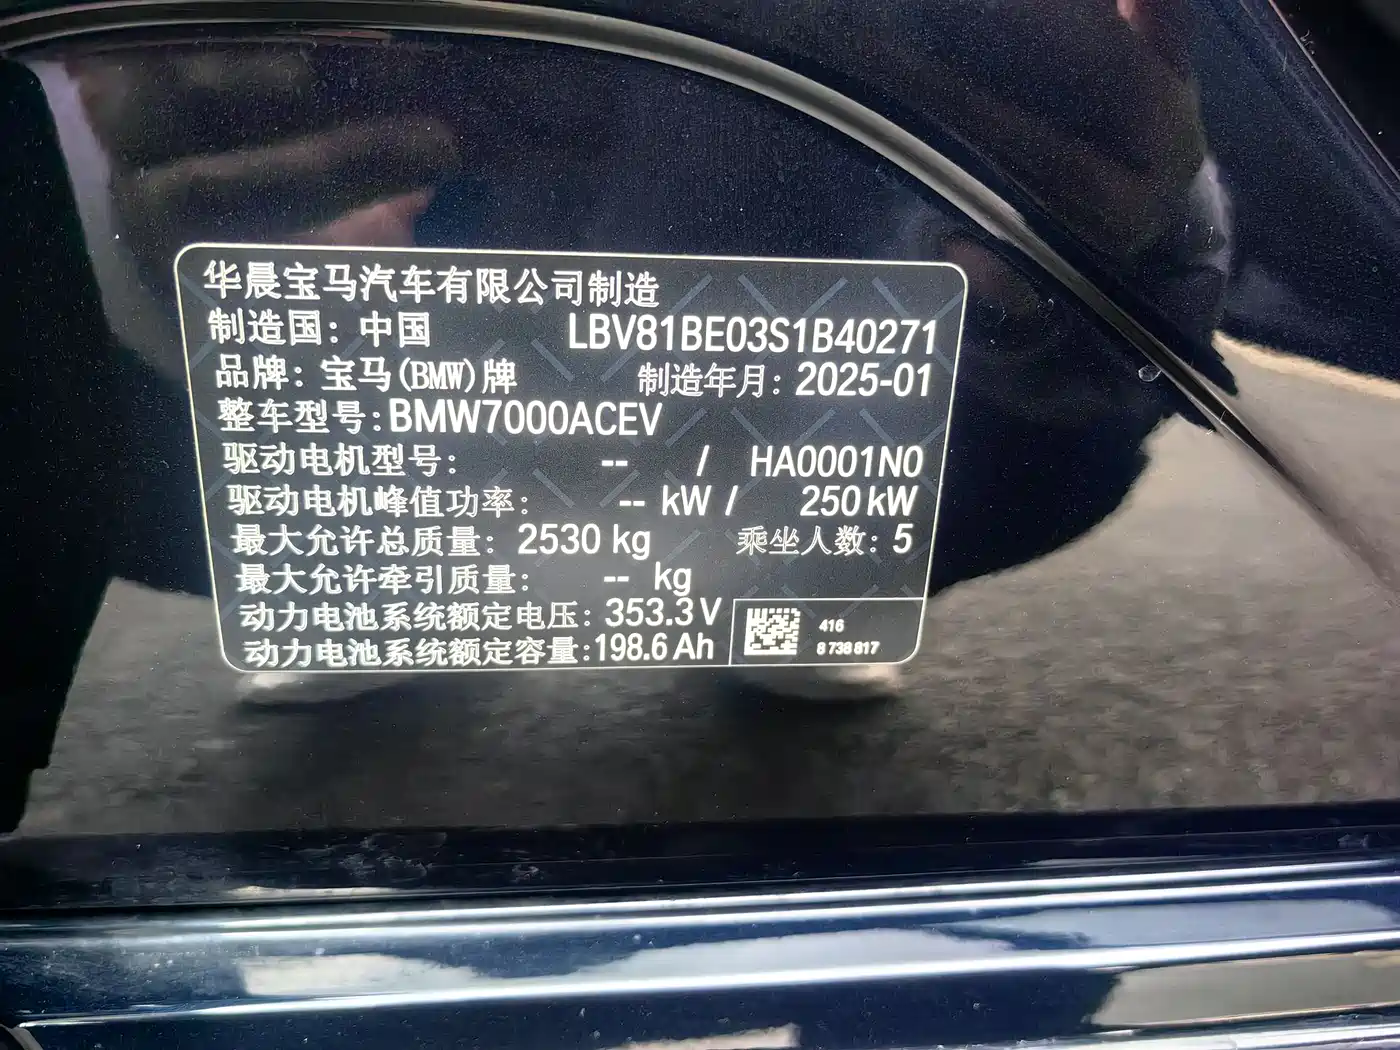 华晨宝马汽车有限公司制造
制造国：中国 LBV81BE03S1B40271
品牌：宝马(BMW)牌 制造年月：2025-01
整车型号：BMW7000ACEV
驱动电机型号： -- / HA0001N0
驱动电机峰值功率： -- kW / 250 kW
最大允许总质量：2530 kg 乘坐人数：5
最大允许牵引质量： -- kg
动力电池系统额定电压：353.3 V
动力电池系统额定容量：198.6 Ah
416
8 738 817